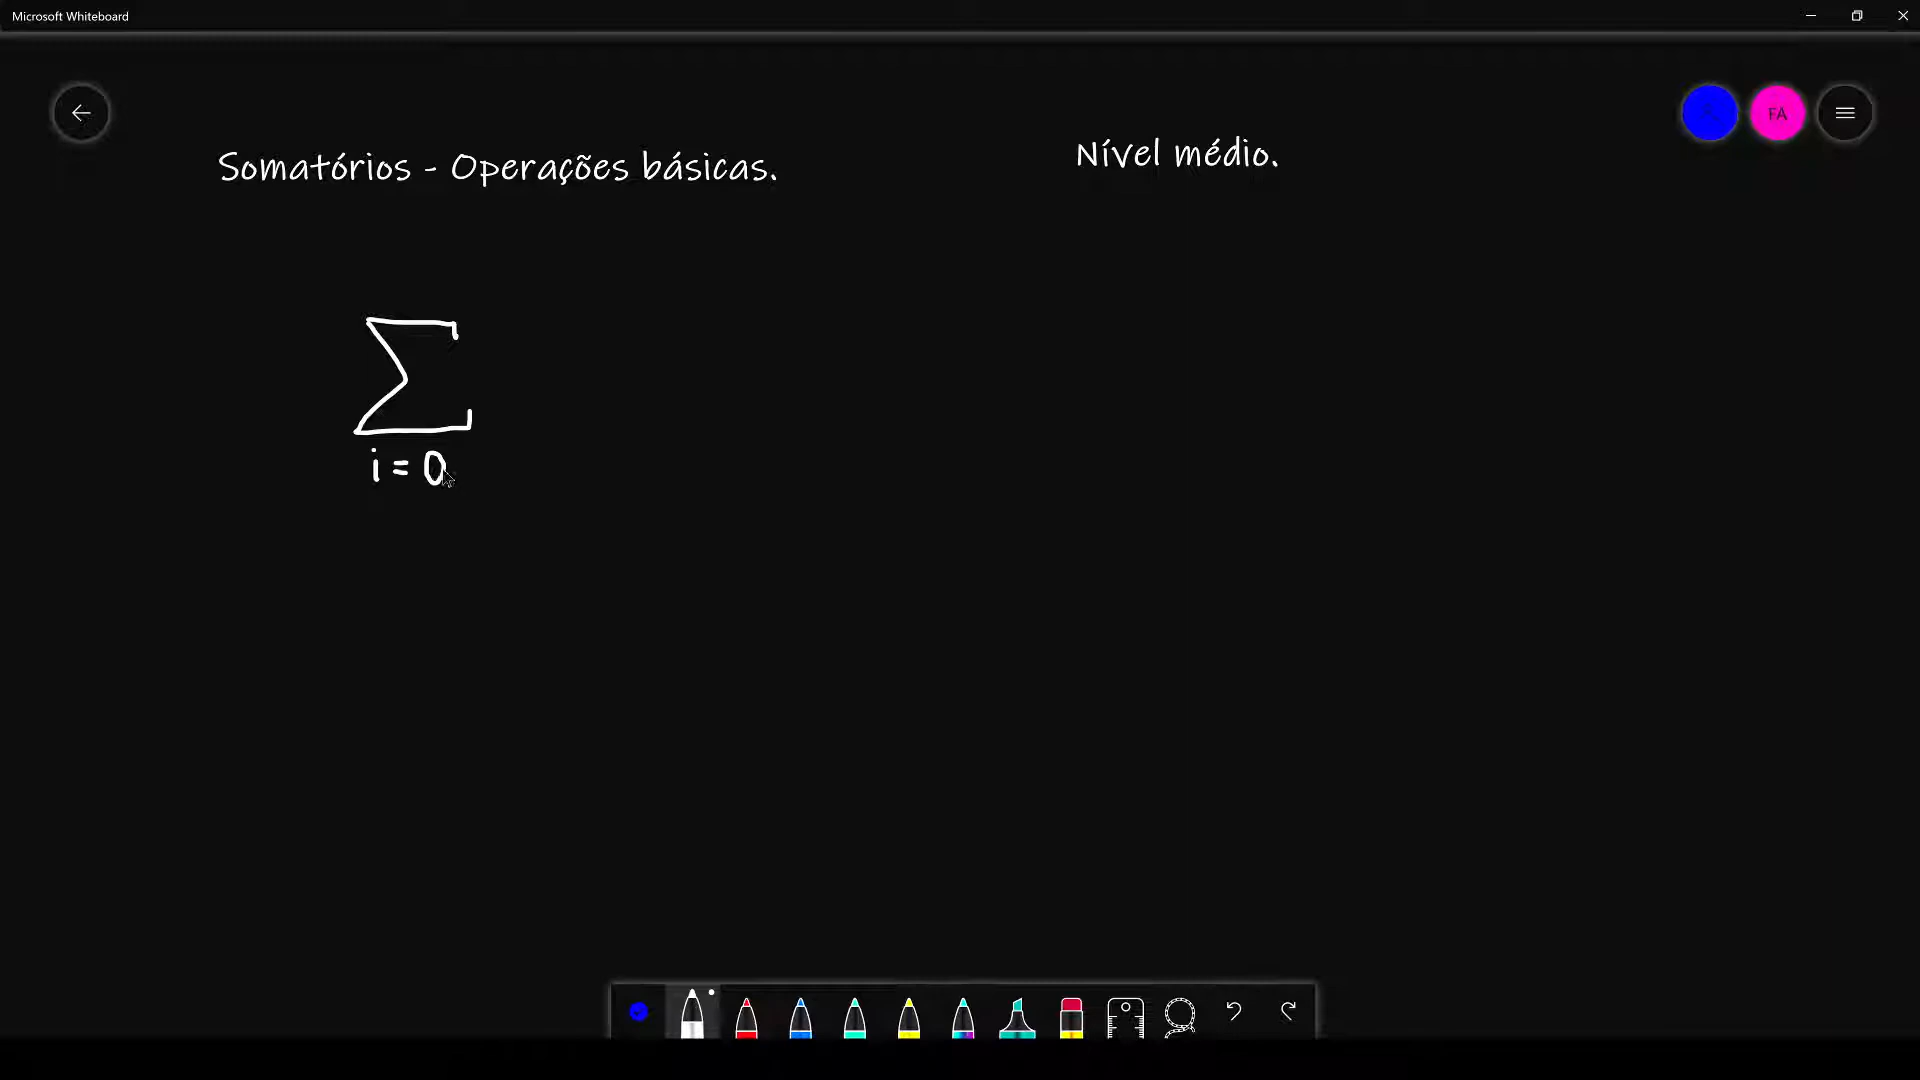 Microsoft Whiteboard
FA
Somatórios - Operações básicas.
Nível médio.
∑
i = 0